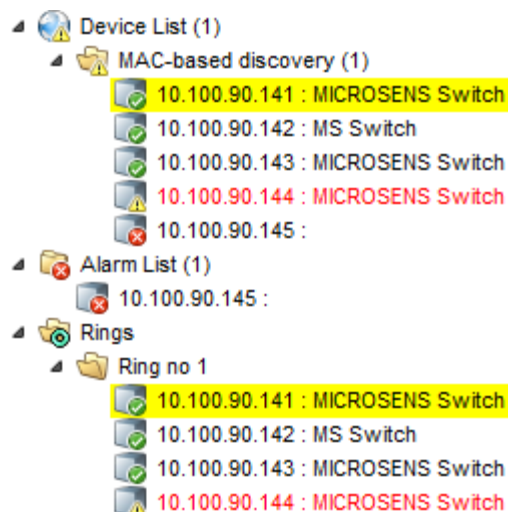 Device List (1)
MAC-based discovery (1)
10.100.90.141 : MICROSENS Switch
10.100.90.142 : MS Switch
10.100.90.143 : MICROSENS Switch
10.100.90.144 : MICROSENS Switch
10.100.90.145 :
Alarm List (1)
10.100.90.145 :
Rings
Ring no 1
10.100.90.141 : MICROSENS Switch
10.100.90.142 : MS Switch
10.100.90.143 : MICROSENS Switch
10.100.90.144 : MICROSENS Switch